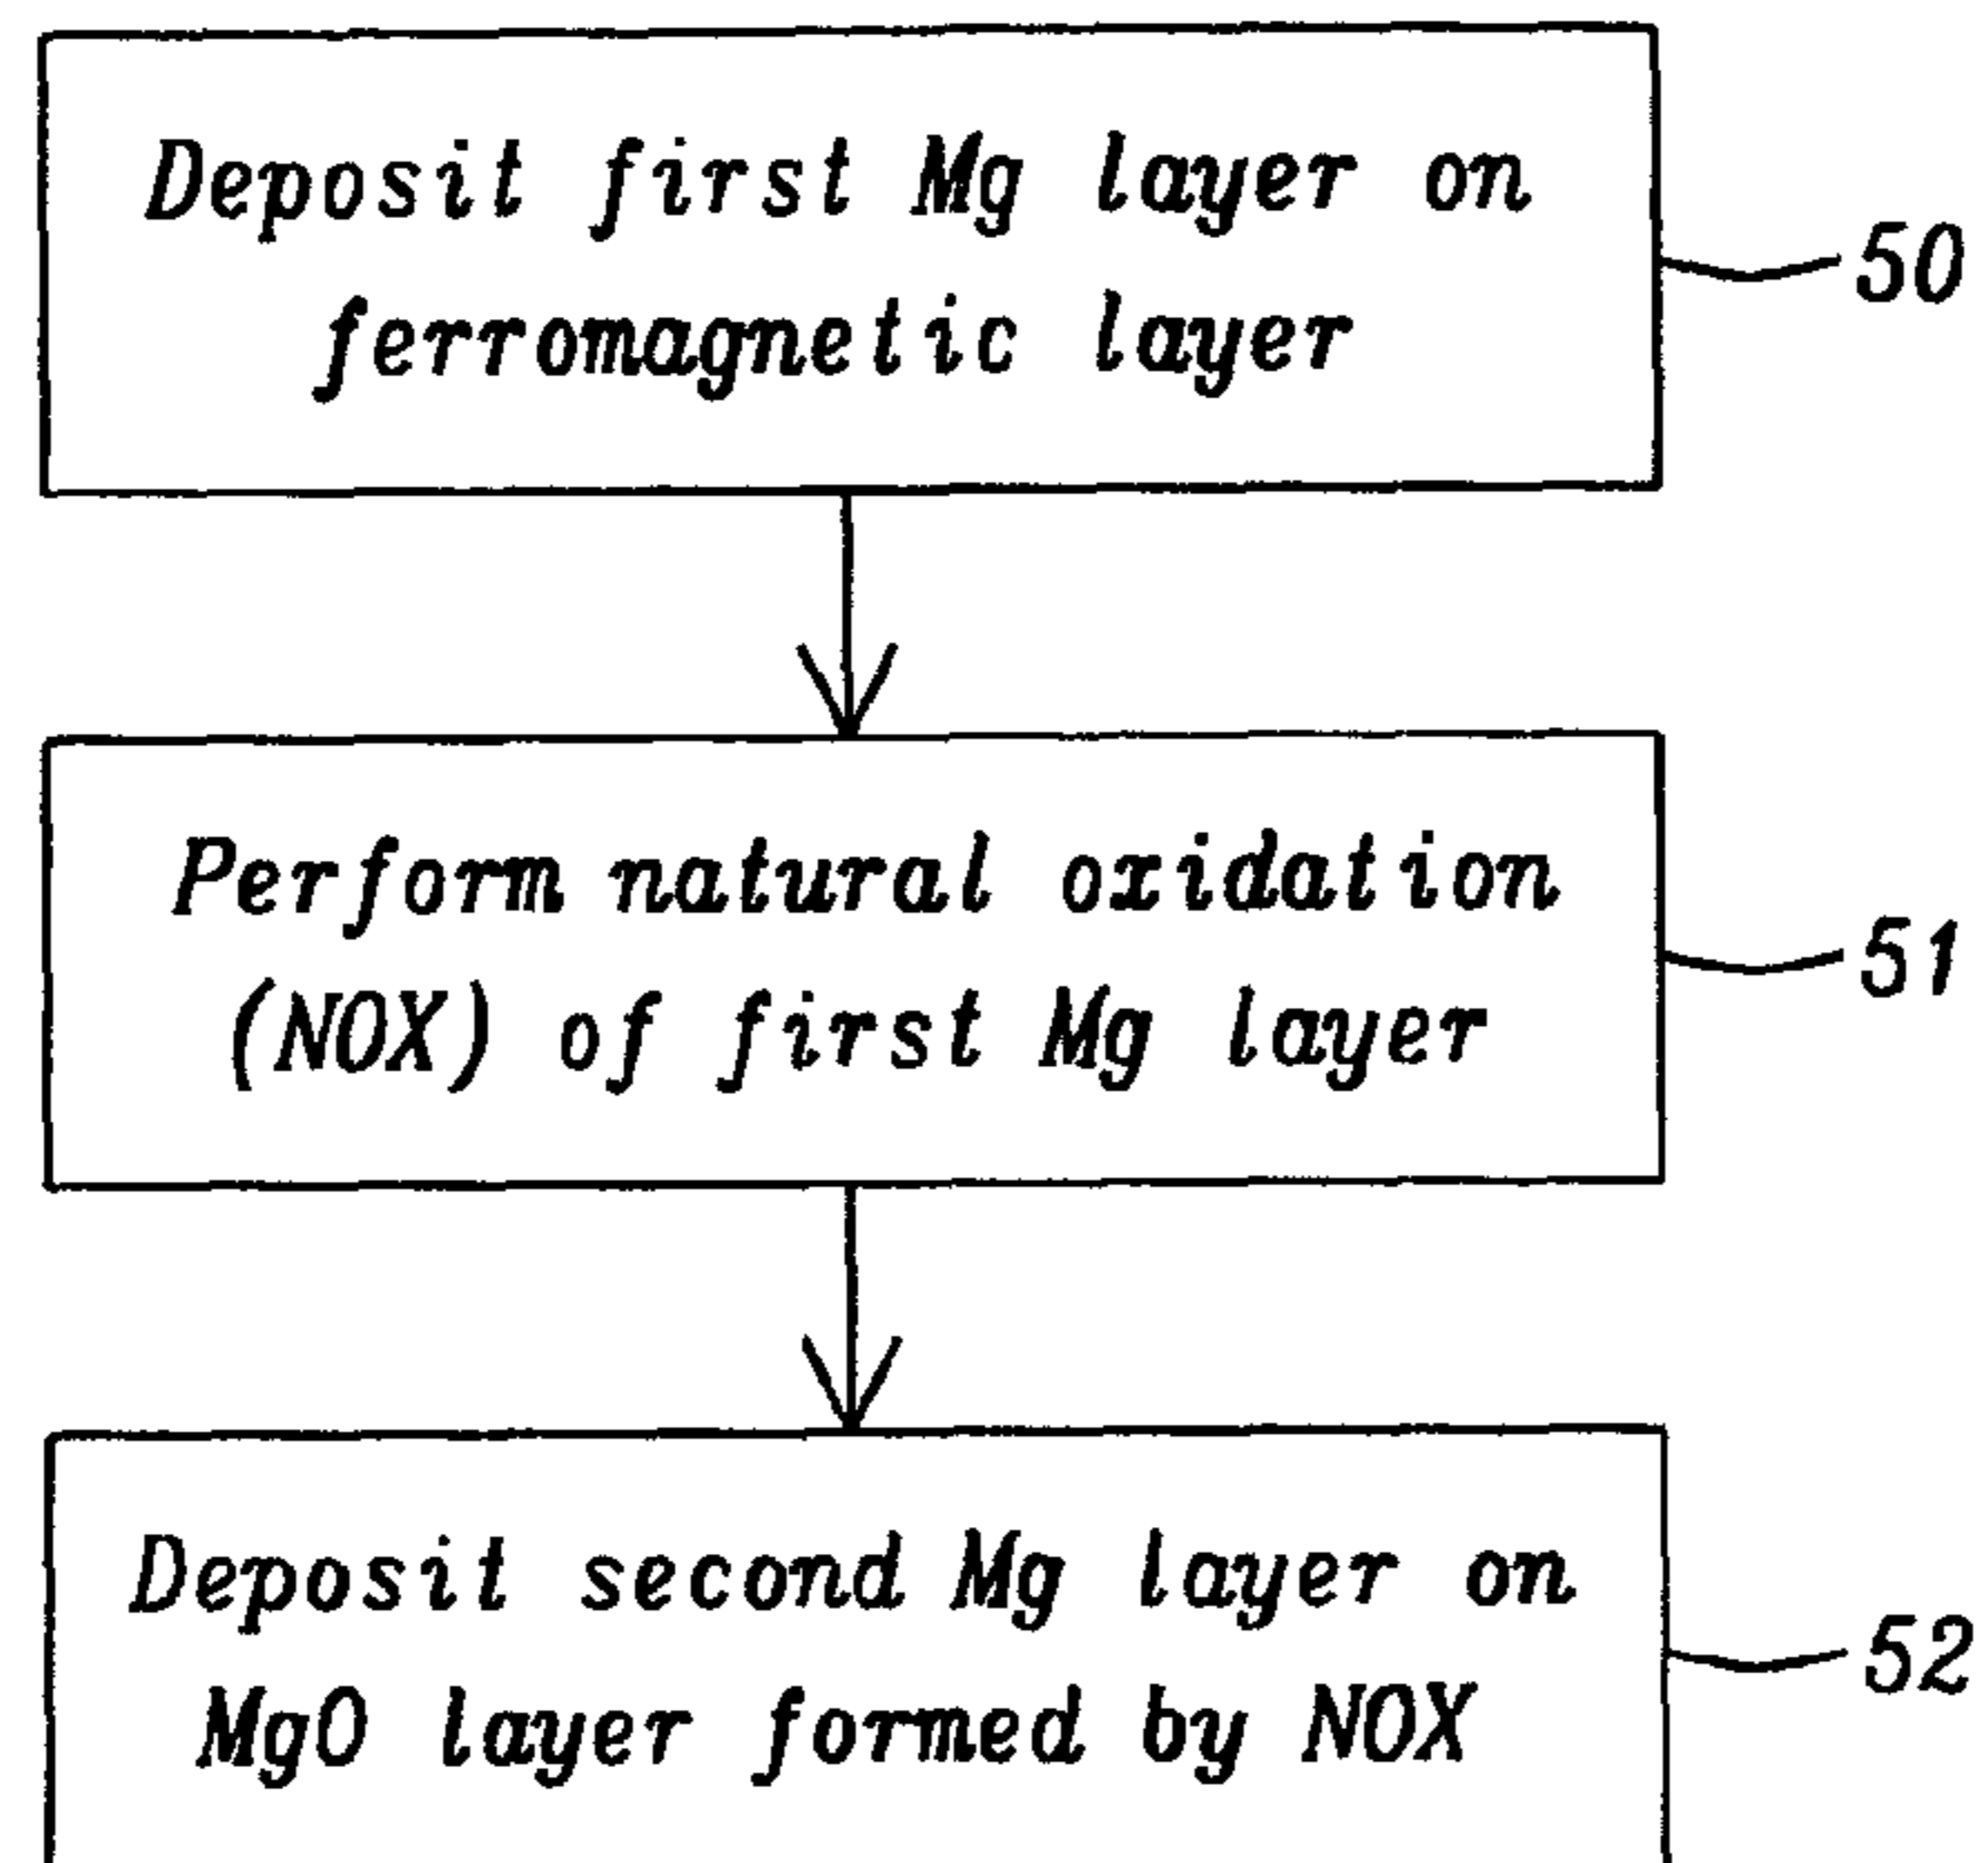 Deposit first Mg layer on
ferromagnetic layer
50
Perform natural oxidation
(NOX) of first Mg layer
51
Deposit second Mg layer on
MgO layer formed by NOX
52